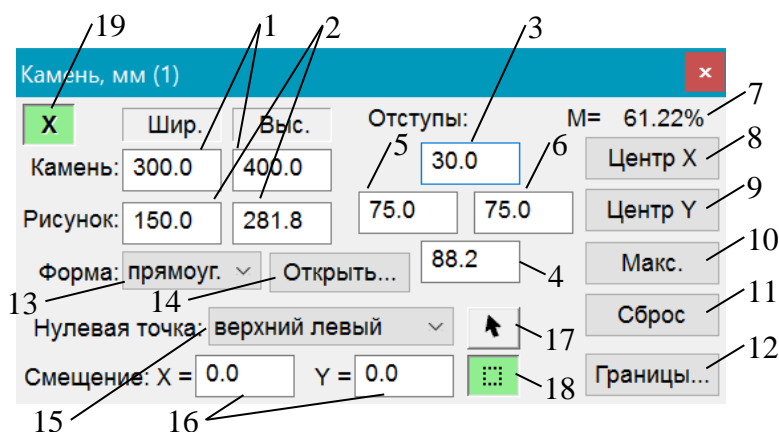 19 1 2 3
Камень, мм (1) x
X Шир. Выс. Отступы: M= 61.22% 7
5 6
Камень: 300.0 400.0 30.0 Центр X 8
Рисунок: 150.0 281.8 75.0 75.0 Центр Y 9
Форма: прямоуг. Открыть... 88.2 Макс. 10
13 14 4
Нулевая точка: верхний левый Сброс 11
17
Смещение: X = 0.0 Y = 0.0 Границы... 12
15 16 18